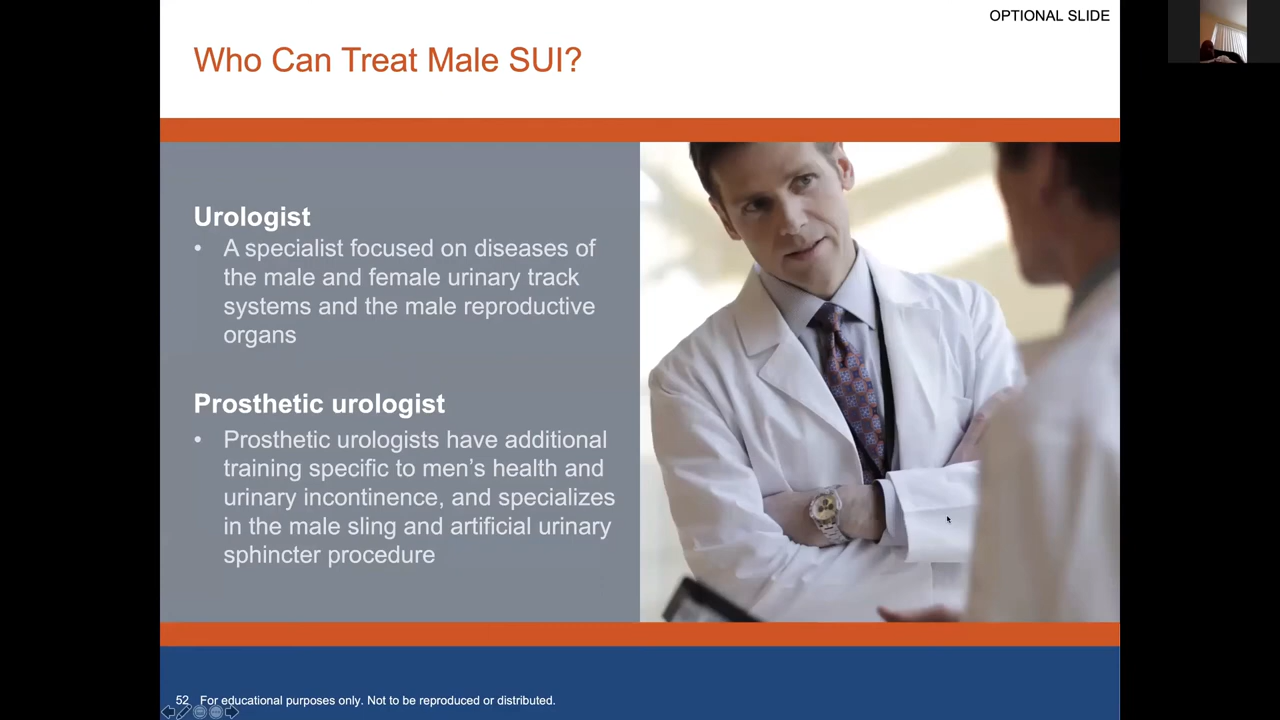 OPTIONAL SLIDE
Who Can Treat Male SUI?
Urologist
• A specialist focused on diseases of
the male and female urinary track
systems and the male reproductive
organs
Prosthetic urologist
• Prosthetic urologists have additional
training specific to men’s health and
urinary incontinence, and specializes
in the male sling and artificial urinary
sphincter procedure
52 For educational purposes only. Not to be reproduced or distributed.